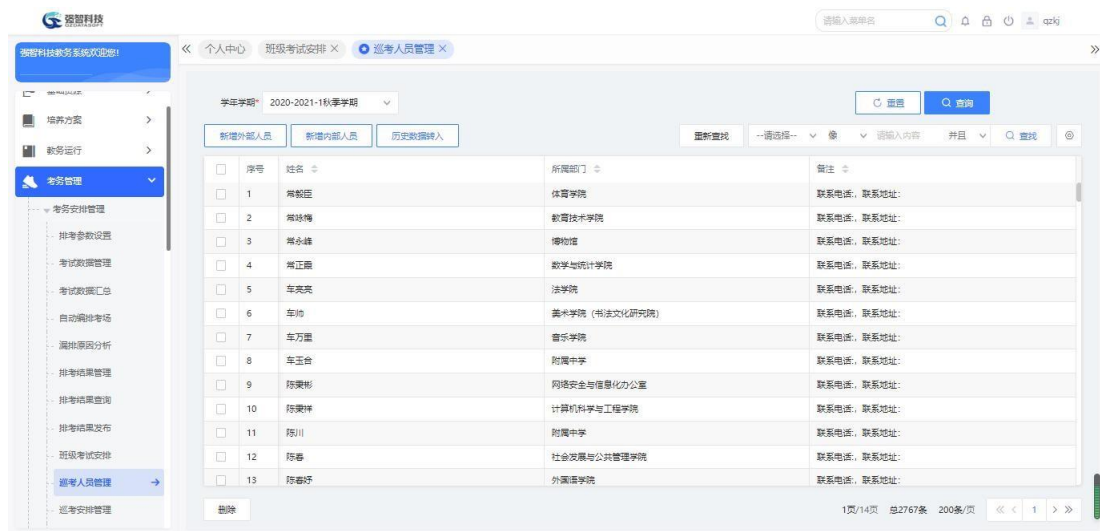 强智科技
请输入菜单名
qzkj
强智科技教务系统欢迎您!
个人中心 班级考试安排 巡考人员管理
培养方案
教务运行
考务管理
考务安排管理
排考参数设置
考试数据管理
考试数据汇总
自动编排考场
漏排原因分析
排考结果管理
排考结果查询
排考结果发布
班级考试安排
巡考人员管理
巡考安排管理
学年学期* 2020-2021-1秋季学期
重置 查询
新增外部人员 新增内部人员 历史数据转入 重新查找 --请选择-- 像 请输入内容 并且 查找
序号 姓名 所属部门 备注
1 常毅臣 体育学院 联系电话:, 联系地址:
2 常咏梅 教育技术学院 联系电话:, 联系地址:
3 常永峰 博物馆 联系电话:, 联系地址:
4 常正霞 数学与统计学院 联系电话:, 联系地址:
5 车亮亮 法学院 联系电话:, 联系地址:
6 车帅 美术学院 (书法文化研究院) 联系电话:, 联系地址:
7 车万里 音乐学院 联系电话:, 联系地址:
8 车玉台 附属中学 联系电话:, 联系地址:
9 陈秉彬 网络安全与信息化办公室 联系电话:, 联系地址:
10 陈秉祥 计算机科学与工程学院 联系电话:, 联系地址:
11 陈川 附属中学 联系电话:, 联系地址:
12 陈春 社会发展与公共管理学院 联系电话:, 联系地址:
13 陈春妤 外国语学院 联系电话:, 联系地址:
删除 1页/14页 总2767条 200条/页 1